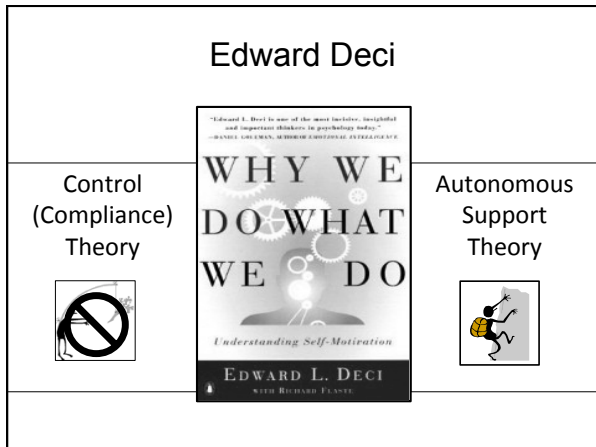 Edward Deci
Control
(Compliance)
Theory
"Edward L. Deci is one of the most incisive, insightful
and important thinkers in psychology today."
—DANIEL GOLEMAN, AUTHOR OF EMOTIONAL INTELLIGENCE
WHY WE
DO WHAT
WE DO
Understanding Self-Motivation
EDWARD L. DECI
WITH RICHARD FLASTE
Autonomous
Support
Theory